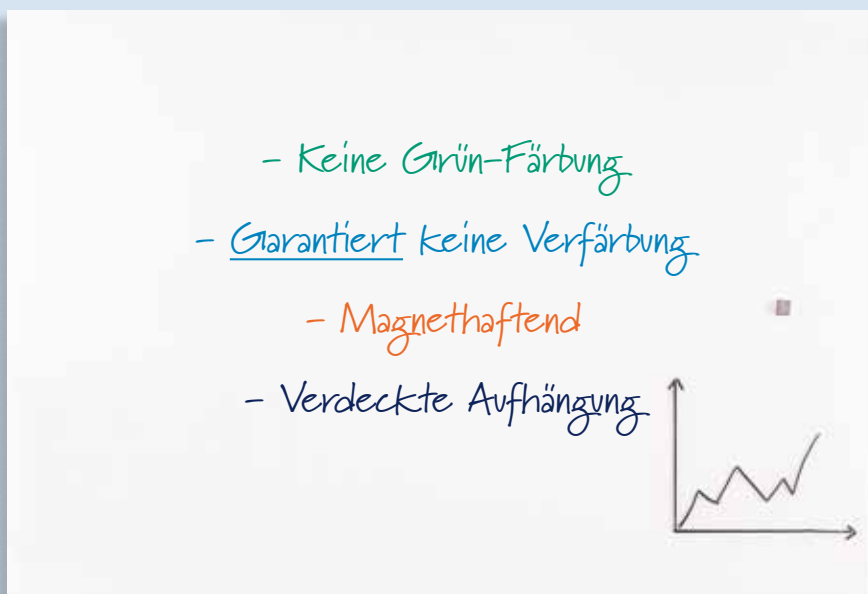 - Keine Grün-Färbung
- Garantiert keine Verfärbung
- Magnethaftend
- Verdeckte Aufhängung